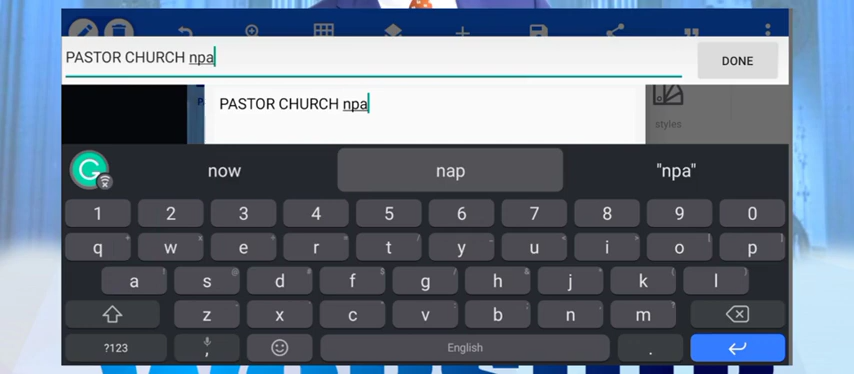 PASTOR CHURCH npa
DONE
PASTOR CHURCH npa
styles
now nap "npa"
1 2 3 4 5 6 7 8 9 0
q w e r t y u i o p
a s d f g h j k l
z x c v b n m
?123 , English .